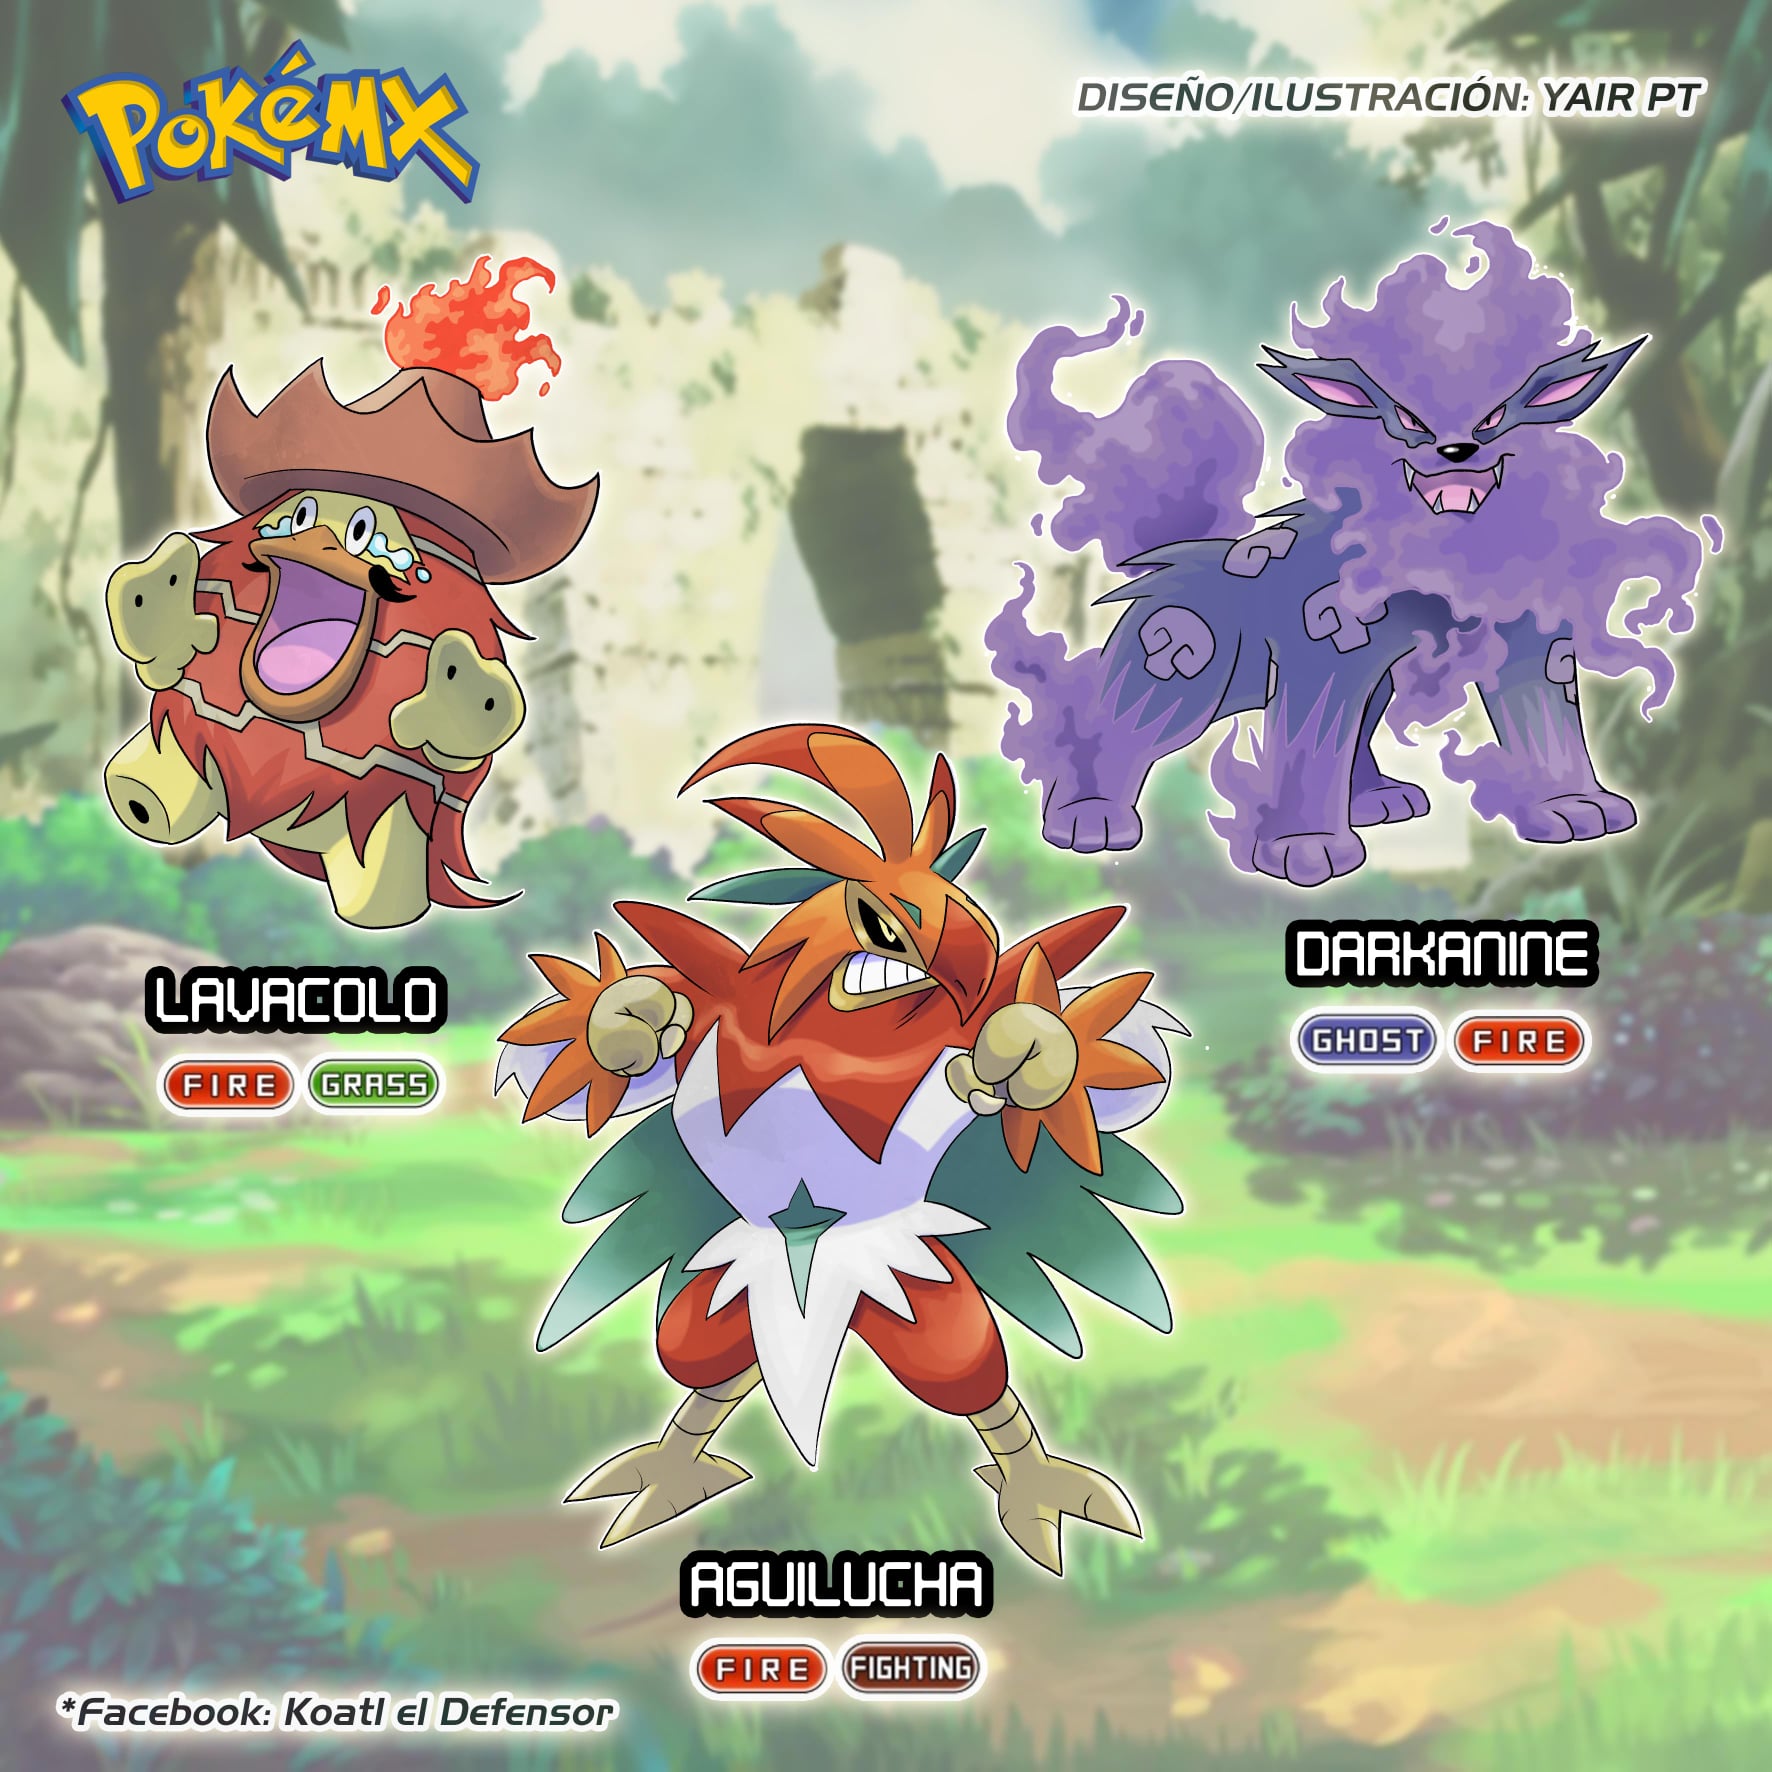 POKéMX
DISEÑO/ILUSTRACIÓN: YAIR PT
LAVACOLO
FIRE GRASS
DARKANINE
GHOST FIRE
AGUILUCHA
FIRE FIGHTING
*Facebook: Koatl el Defensor